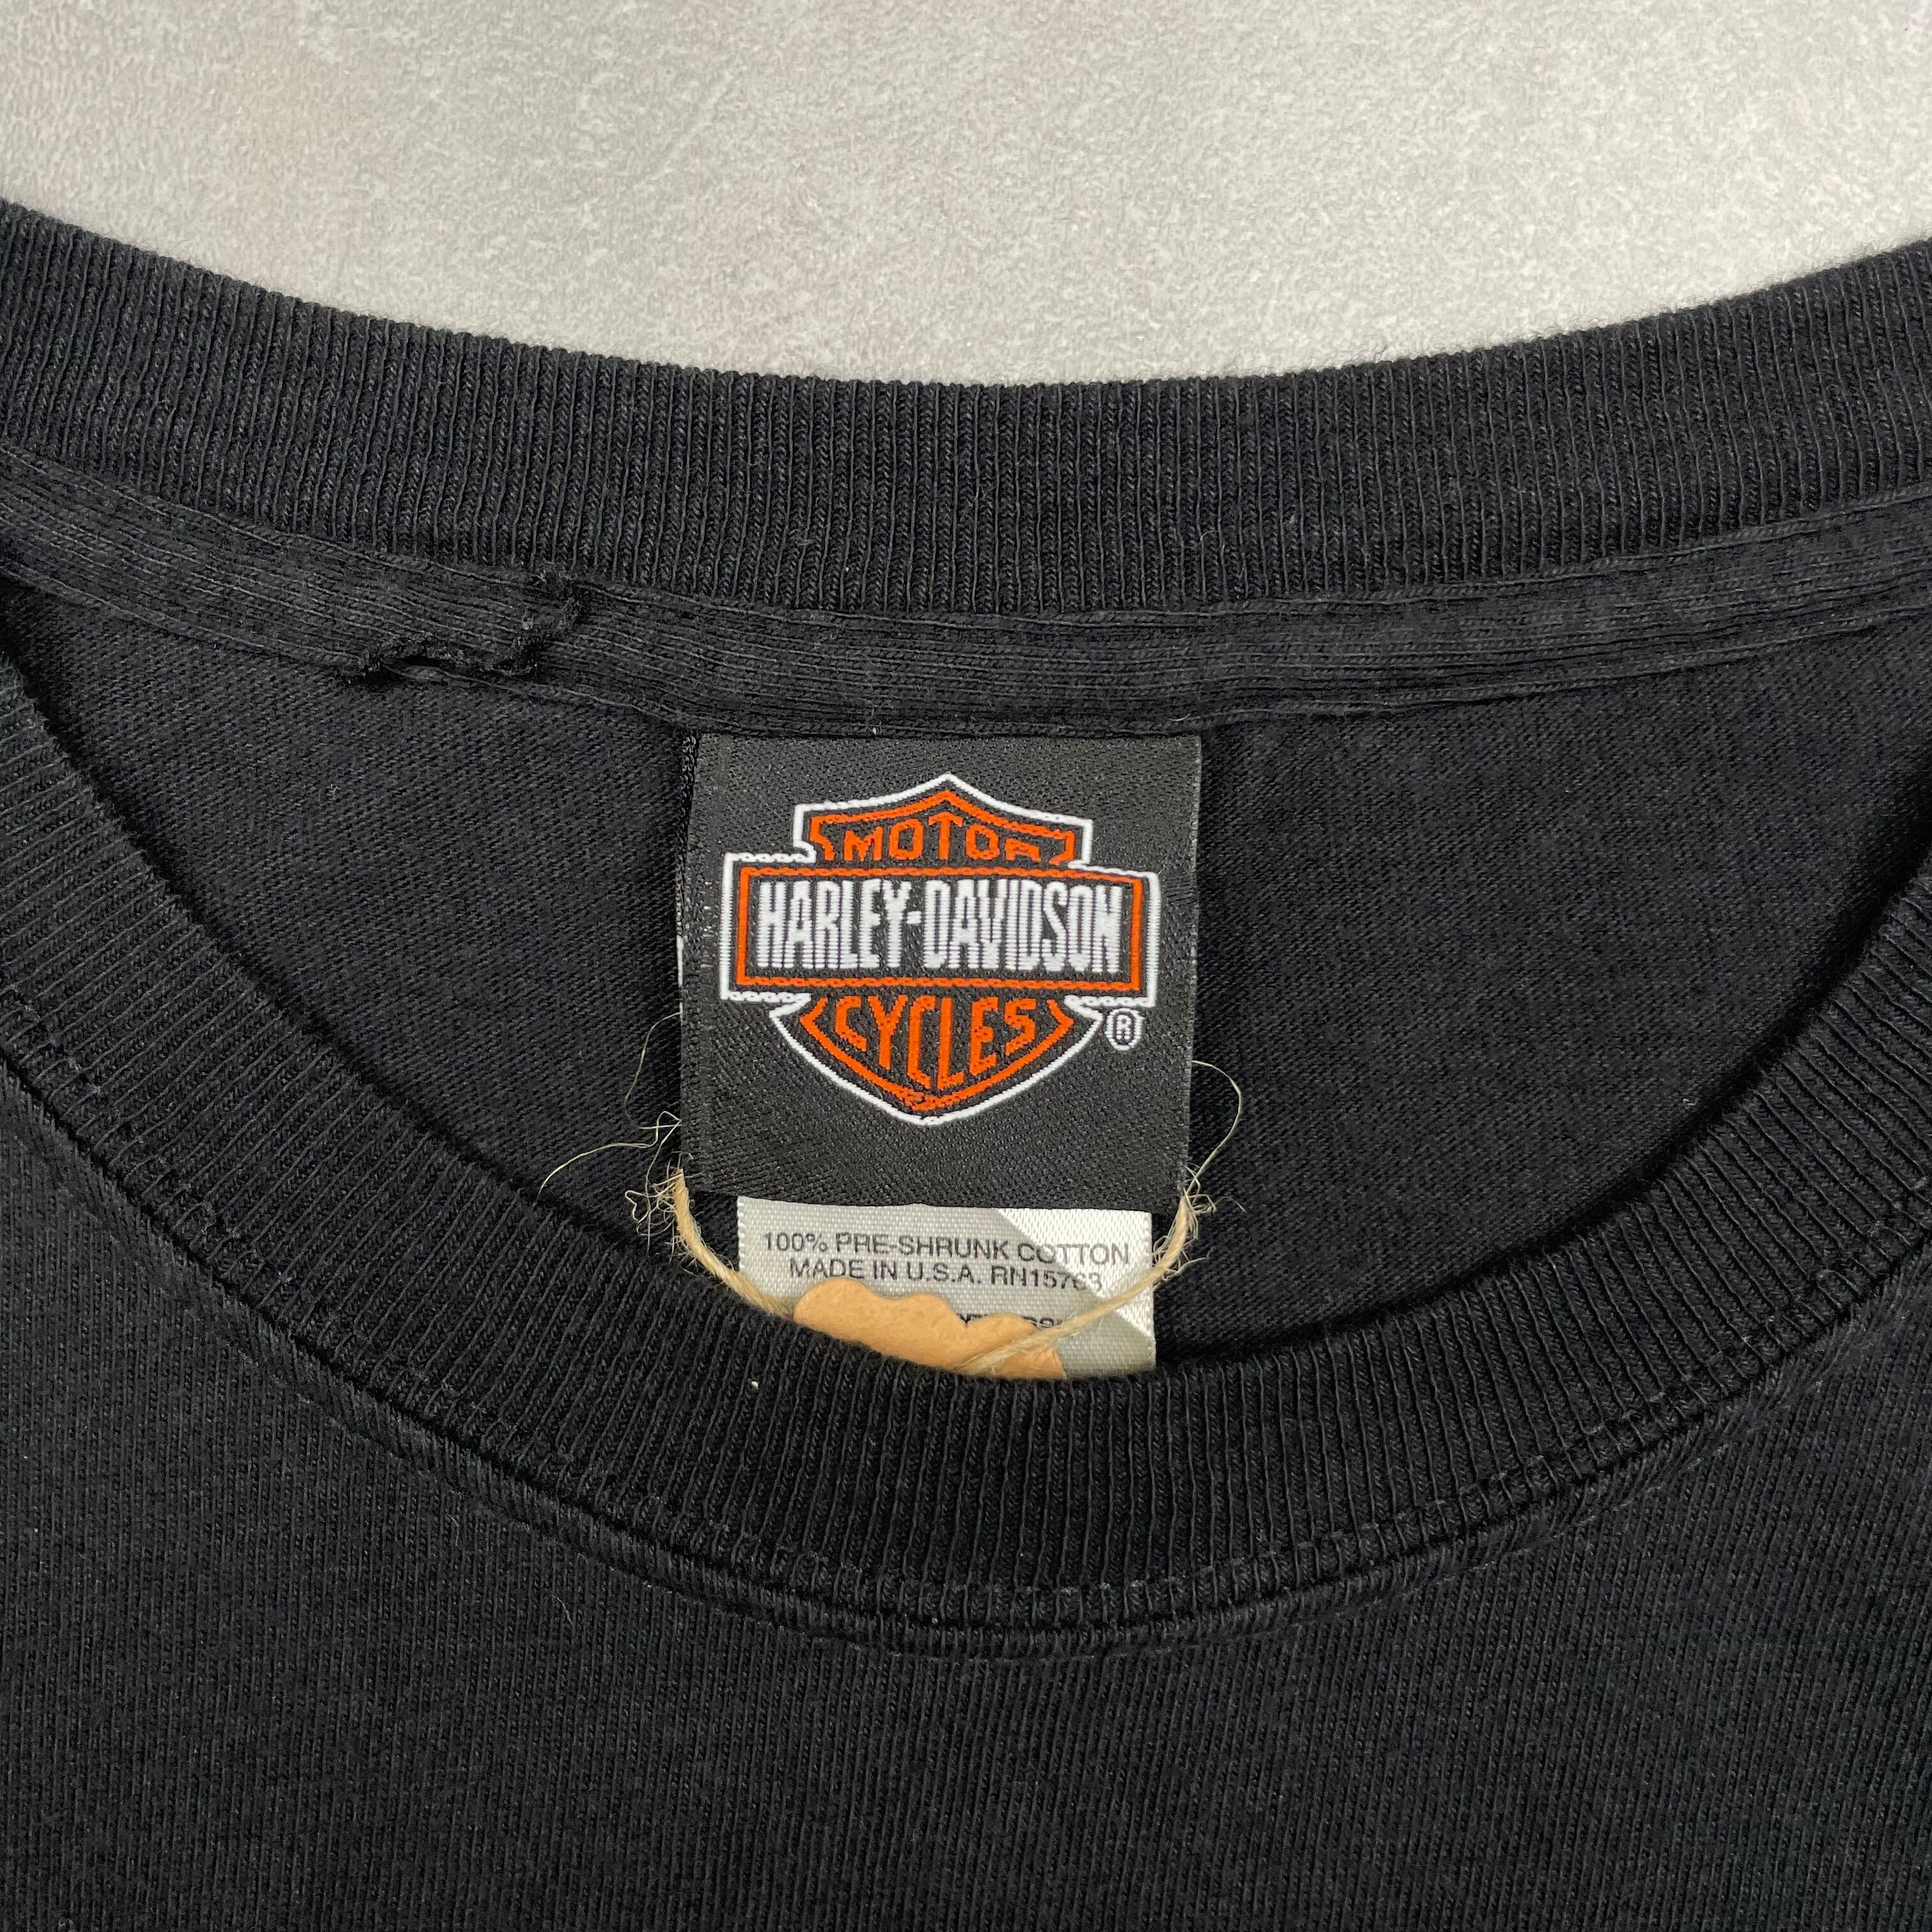 MOTOR
HARLEY-DAVIDSON
CYCLES
®
100% PRE-SHRUNK COTTON
MADE IN U.S.A. RN15763